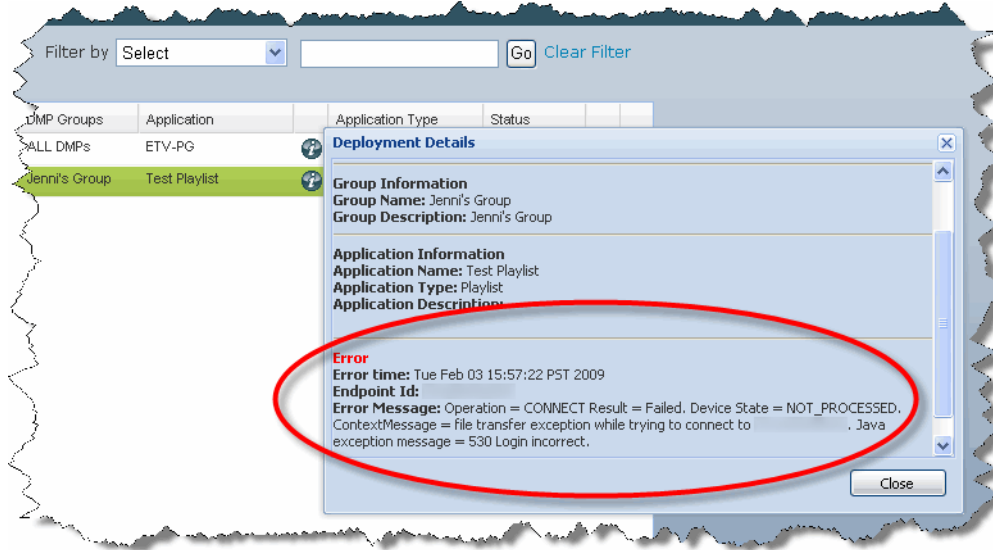 Filter by Select Go Clear Filter
DMP Groups Application Application Type Status
ALL DMPs ETV-PG
Jenni's Group Test Playlist
Deployment Details
Group Information
Group Name: Jenni's Group
Group Description: Jenni's Group
Application Information
Application Name: Test Playlist
Application Type: Playlist
Application Description:
Error
Error time: Tue Feb 03 15:57:22 PST 2009
Endpoint Id:
Error Message: Operation = CONNECT Result = Failed. Device State = NOT_PROCESSED.
ContextMessage = file transfer exception while trying to connect to . Java
exception message = 530 Login incorrect.
Close